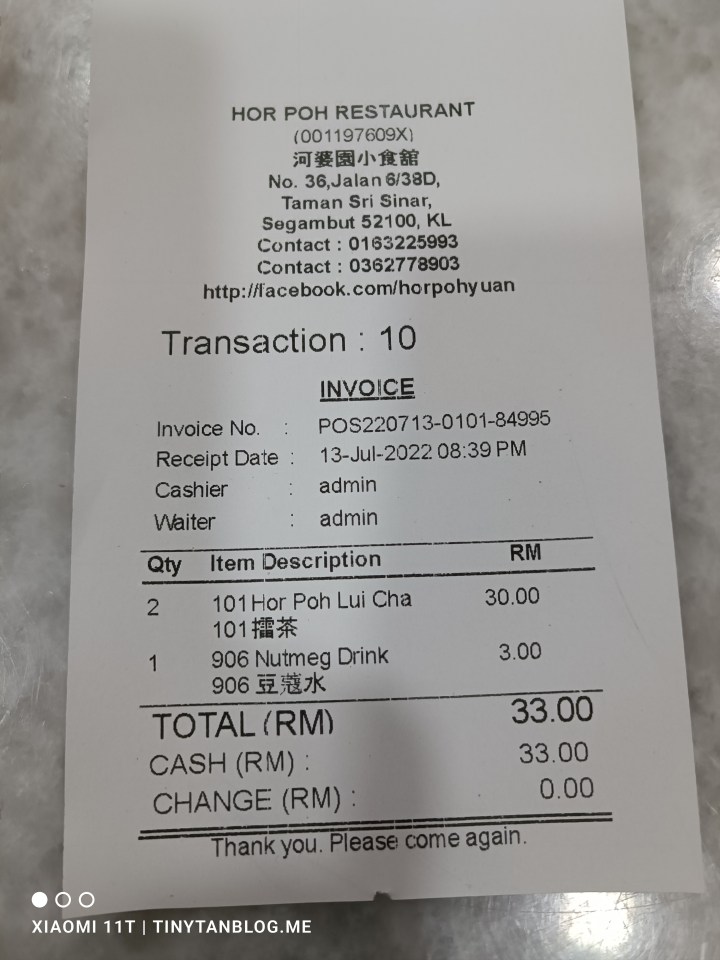 HOR POH RESTAURANT
(001197609X)
河婆園小食館
No. 36,Jalan 6/38D,
Taman Sri Sinar,
Segambut 52100, KL
Contact : 0163225993
Contact : 0362778903
http://facebook.com/horpohyuan
Transaction : 10
INVOICE
Invoice No. : POS220713-0101-84995
Receipt Date : 13-Jul-2022 08:39 PM
Cashier : admin
Waiter : admin
Qty Item Description RM
2 101 Hor Poh Lui Cha 30.00
101 擂茶
1 906 Nutmeg Drink 3.00
906 豆蔻水
TOTAL (RM) 33.00
CASH (RM) : 33.00
CHANGE (RM) : 0.00
Thank you. Please come again.
XIAOMI 11T | TINYTANBLOG.ME